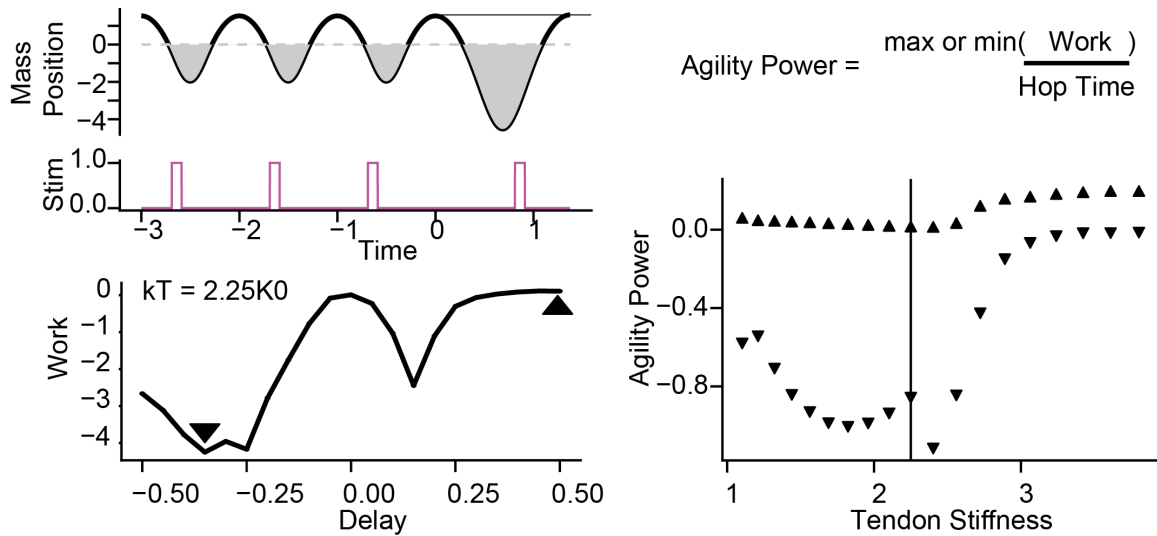 Mass
Position
0
−2
−4
Stim
1.0
0.0
−3
−2
−1
0
1
Time
kT = 2.25K0
Work
0
−1
−2
−3
−4
−0.50
−0.25
0.00
0.25
0.50
Delay
Agility Power =
max or min( Work )
Hop Time
Agility Power
0.0
−0.4
−0.8
1
2
3
Tendon Stiffness